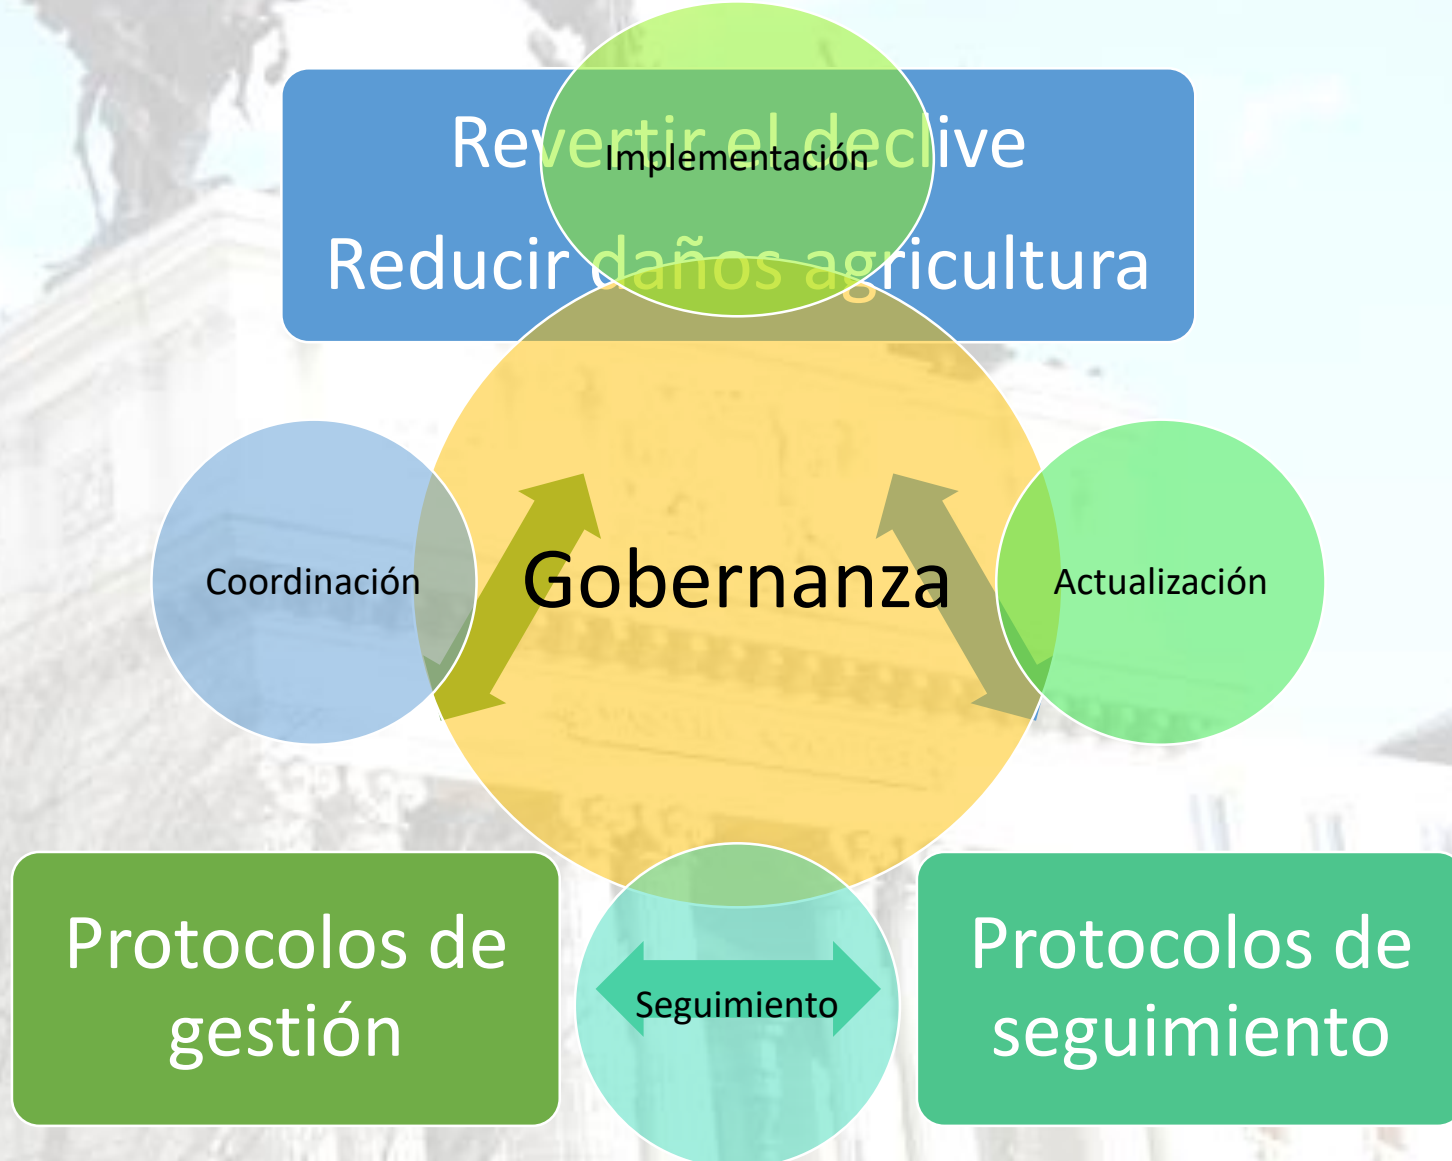 Revertir el declive
Implementación
Reducir daños agricultura
Coordinación
Gobernanza
Actualización
Protocolos de
gestión
Seguimiento
Protocolos de
seguimiento